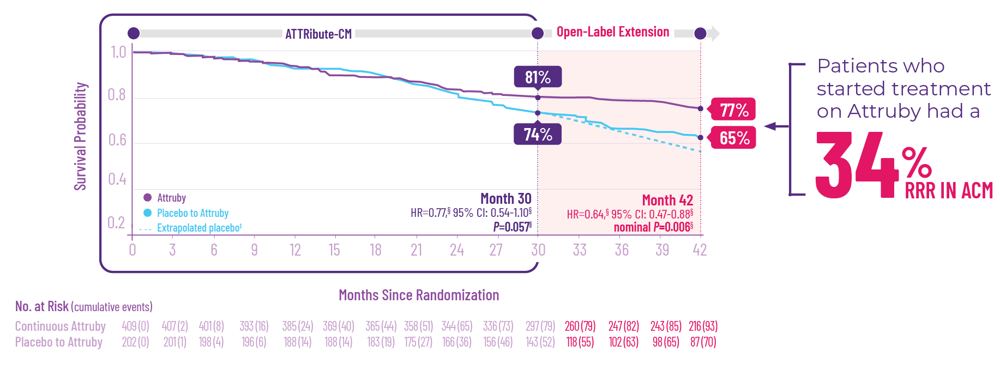 ATTRibute-CM
Open-Label Extension
Survival Probability
1.0
0.8
0.6
0.4
0.2
81%
74%
77%
65%
Attruby
Placebo to Attruby
Extrapolated placebo‡
Month 30
HR=0.77,§ 95% CI: 0.54-1.10§
P=0.057‖
Month 42
HR=0.64,§ 95% CI: 0.47-0.88§
nominal P=0.006§
0 3 6 9 12 15 18 21 24 27 30 33 36 39 42
Months Since Randomization
Patients who
started treatment
on Attruby had a
34%
RRR IN ACM
No. at Risk (cumulative events)
Continuous Attruby 409 (0) 407 (2) 401 (8) 393 (16) 385 (24) 369 (40) 365 (44) 358 (51) 344 (65) 336 (73) 297 (79) 260 (79) 247 (82) 243 (85) 216 (93)
Placebo to Attruby 202 (0) 201 (1) 198 (4) 196 (6) 188 (14) 188 (14) 183 (19) 175 (27) 166 (36) 156 (46) 143 (52) 118 (55) 102 (63) 98 (65) 87 (70)